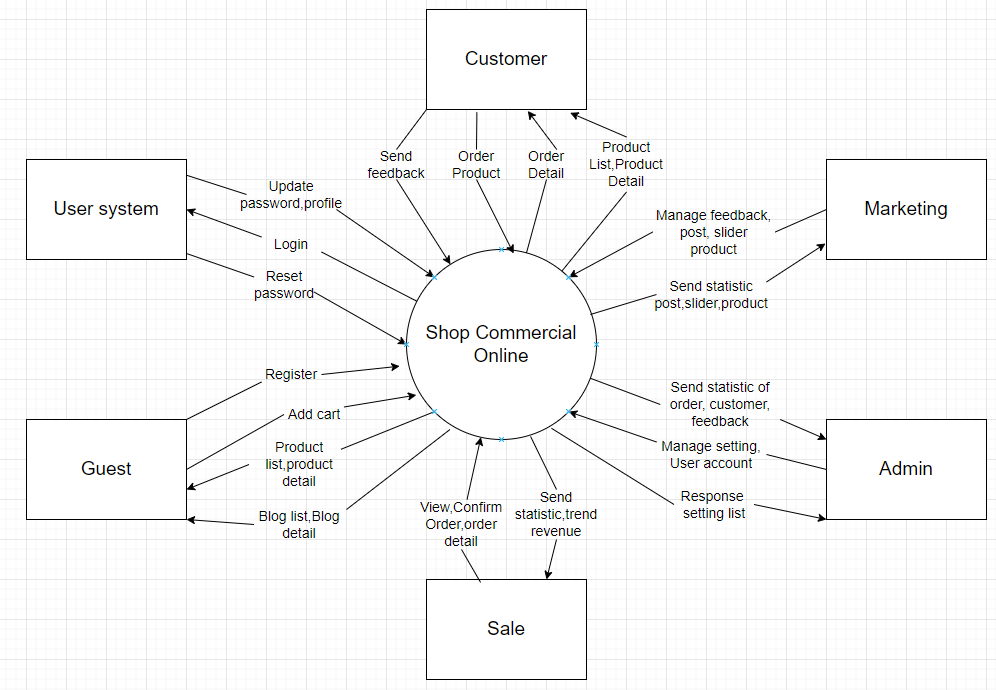 Customer
Send
feedback
Order
Product
Order
Detail
Product
List,Product
Detail
User system
Update
password,profile
Login
Reset
password
Marketing
Manage feedback,
post, slider
product
Send statistic
post,slider,product
Shop Commercial
Online
Guest
Register
Add cart
Product
list,product
detail
Blog list,Blog
detail
Send statistic of
order, customer,
feedback
Manage setting,
User account
Response
setting list
Admin
View,Confirm
Order,order
detail
Send
statistic,trend
revenue
Sale